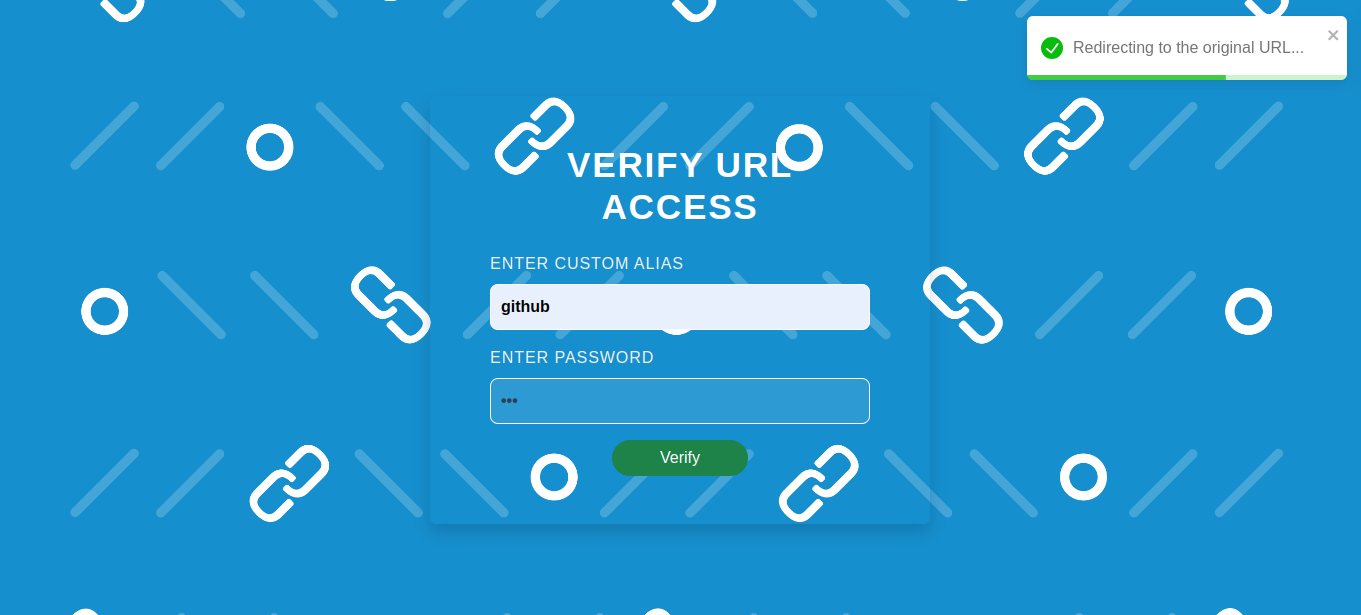 Redirecting to the original URL...
VERIFY URL
ACCESS
ENTER CUSTOM ALIAS
github
ENTER PASSWORD
•••
Verify